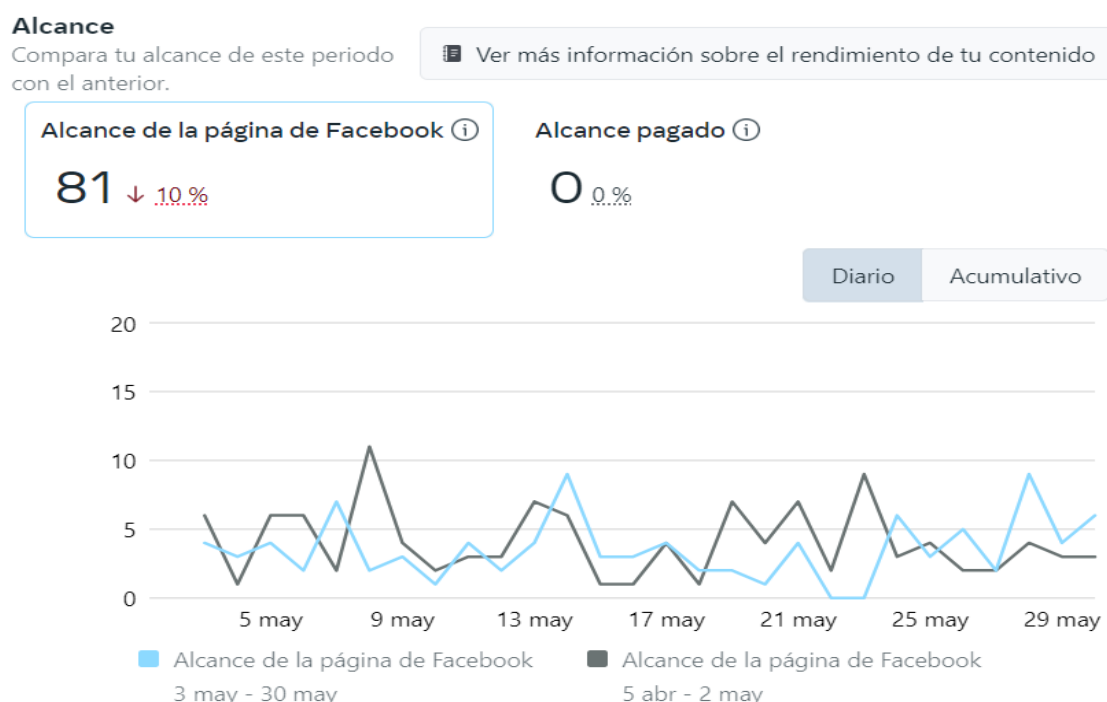 Alcance
Compara tu alcance de este periodo
con el anterior.
Ver más información sobre el rendimiento de tu contenido
Alcance de la página de Facebook
81 ↓ 10 %
Alcance pagado
0 0 %
Diario
Acumulativo
20
15
10
5
0
5 may
9 may
13 may
17 may
21 may
25 may
29 may
Alcance de la página de Facebook
3 may - 30 may
Alcance de la página de Facebook
5 abr - 2 may